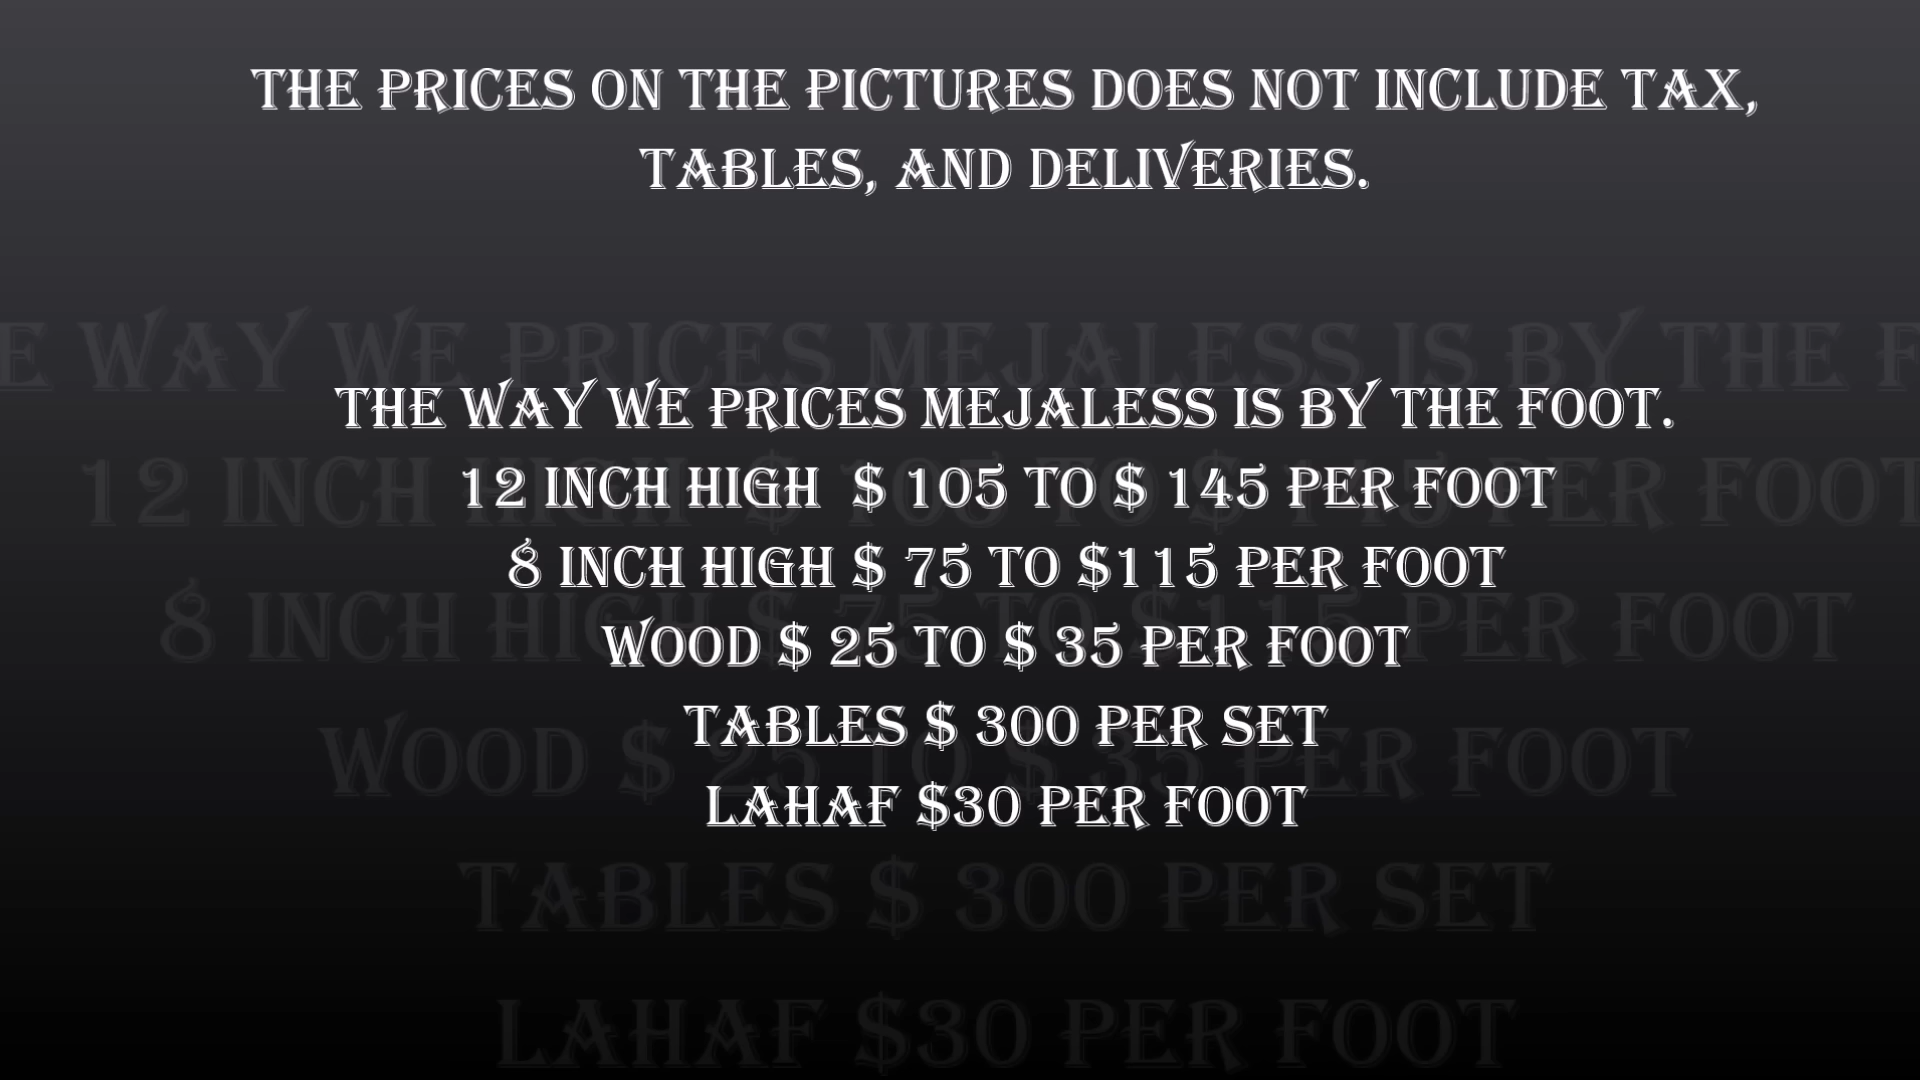 THE PRICES ON THE PICTURES DOES NOT INCLUDE TAX,
TABLES, AND DELIVERIES.
THE WAY WE PRICES MEJALESS IS BY THE FOOT.
12 INCH HIGH $ 105 TO $ 145 PER FOOT
8 INCH HIGH $ 75 TO $115 PER FOOT
WOOD $ 25 TO $ 35 PER FOOT
TABLES $ 300 PER SET
LAHAF $30 PER FOOT